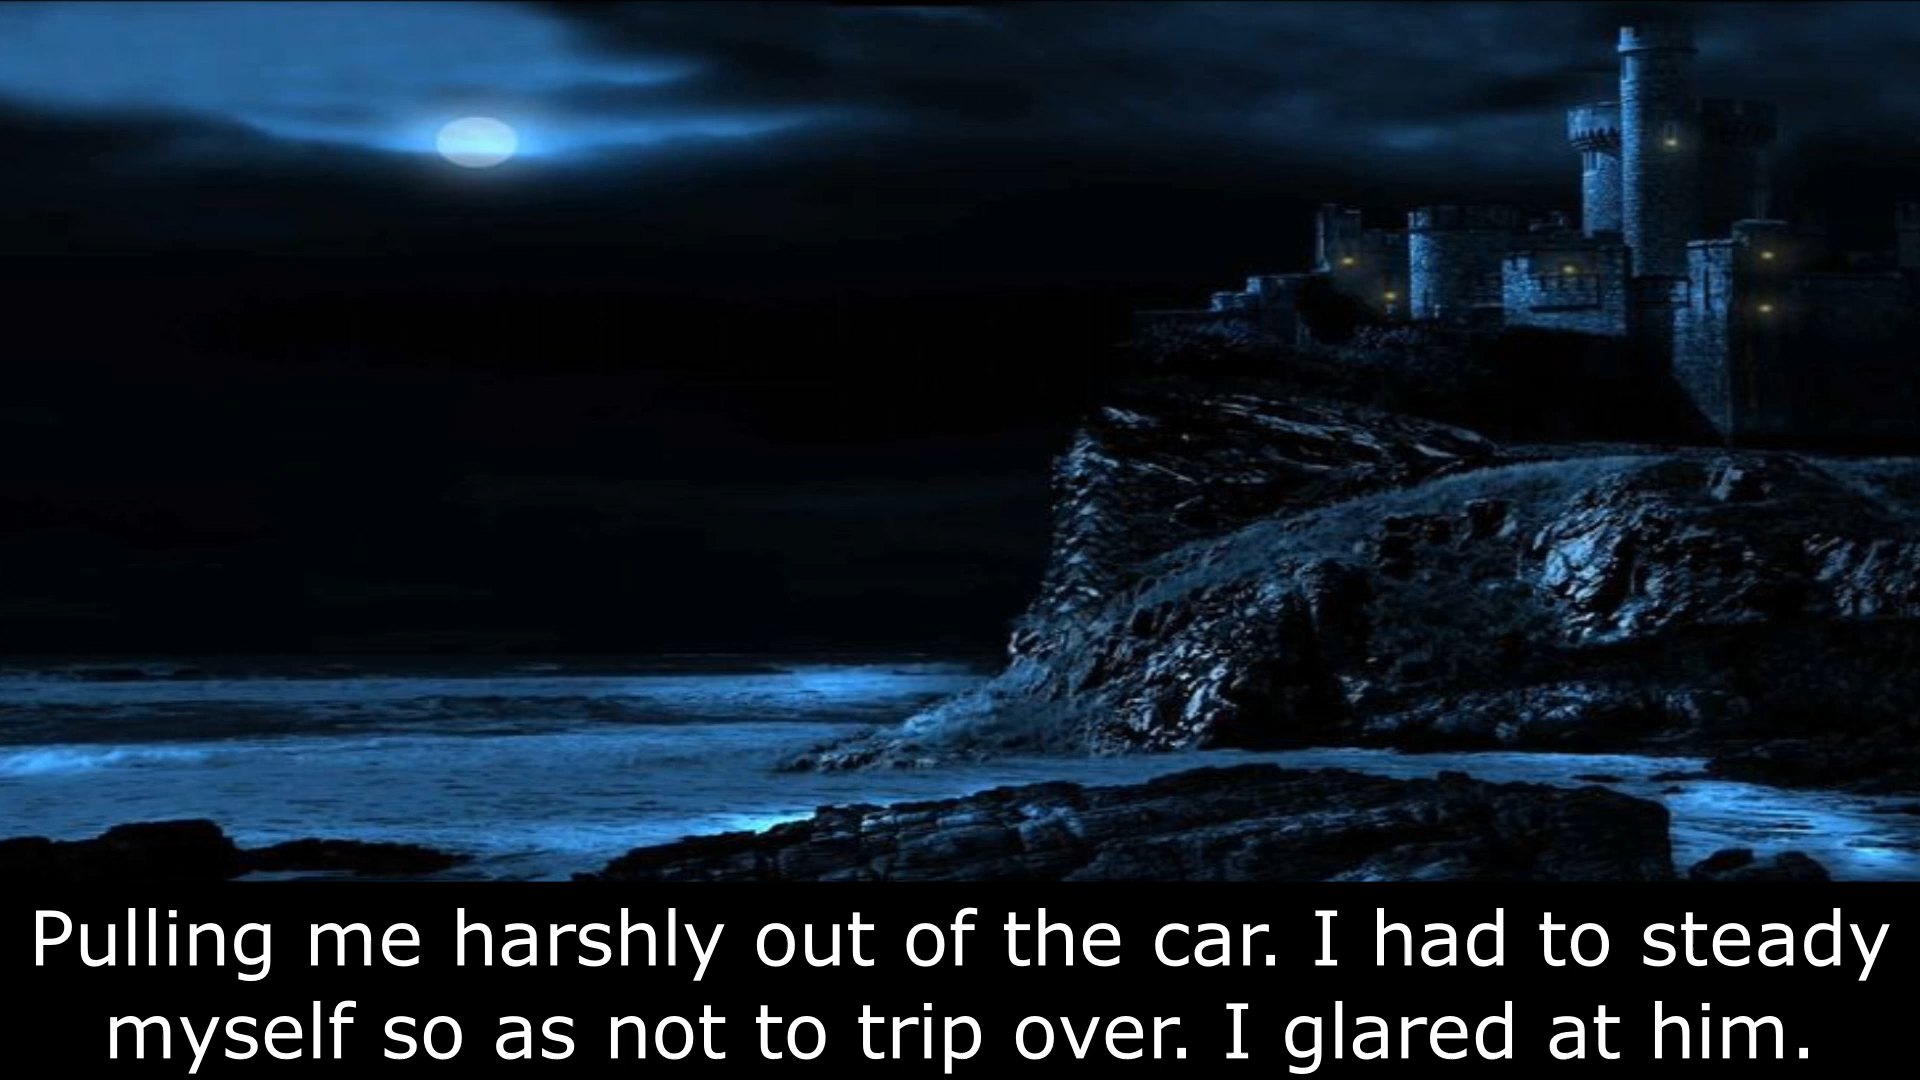 Pulling me harshly out of the car. I had to steady
myself so as not to trip over. I glared at him.